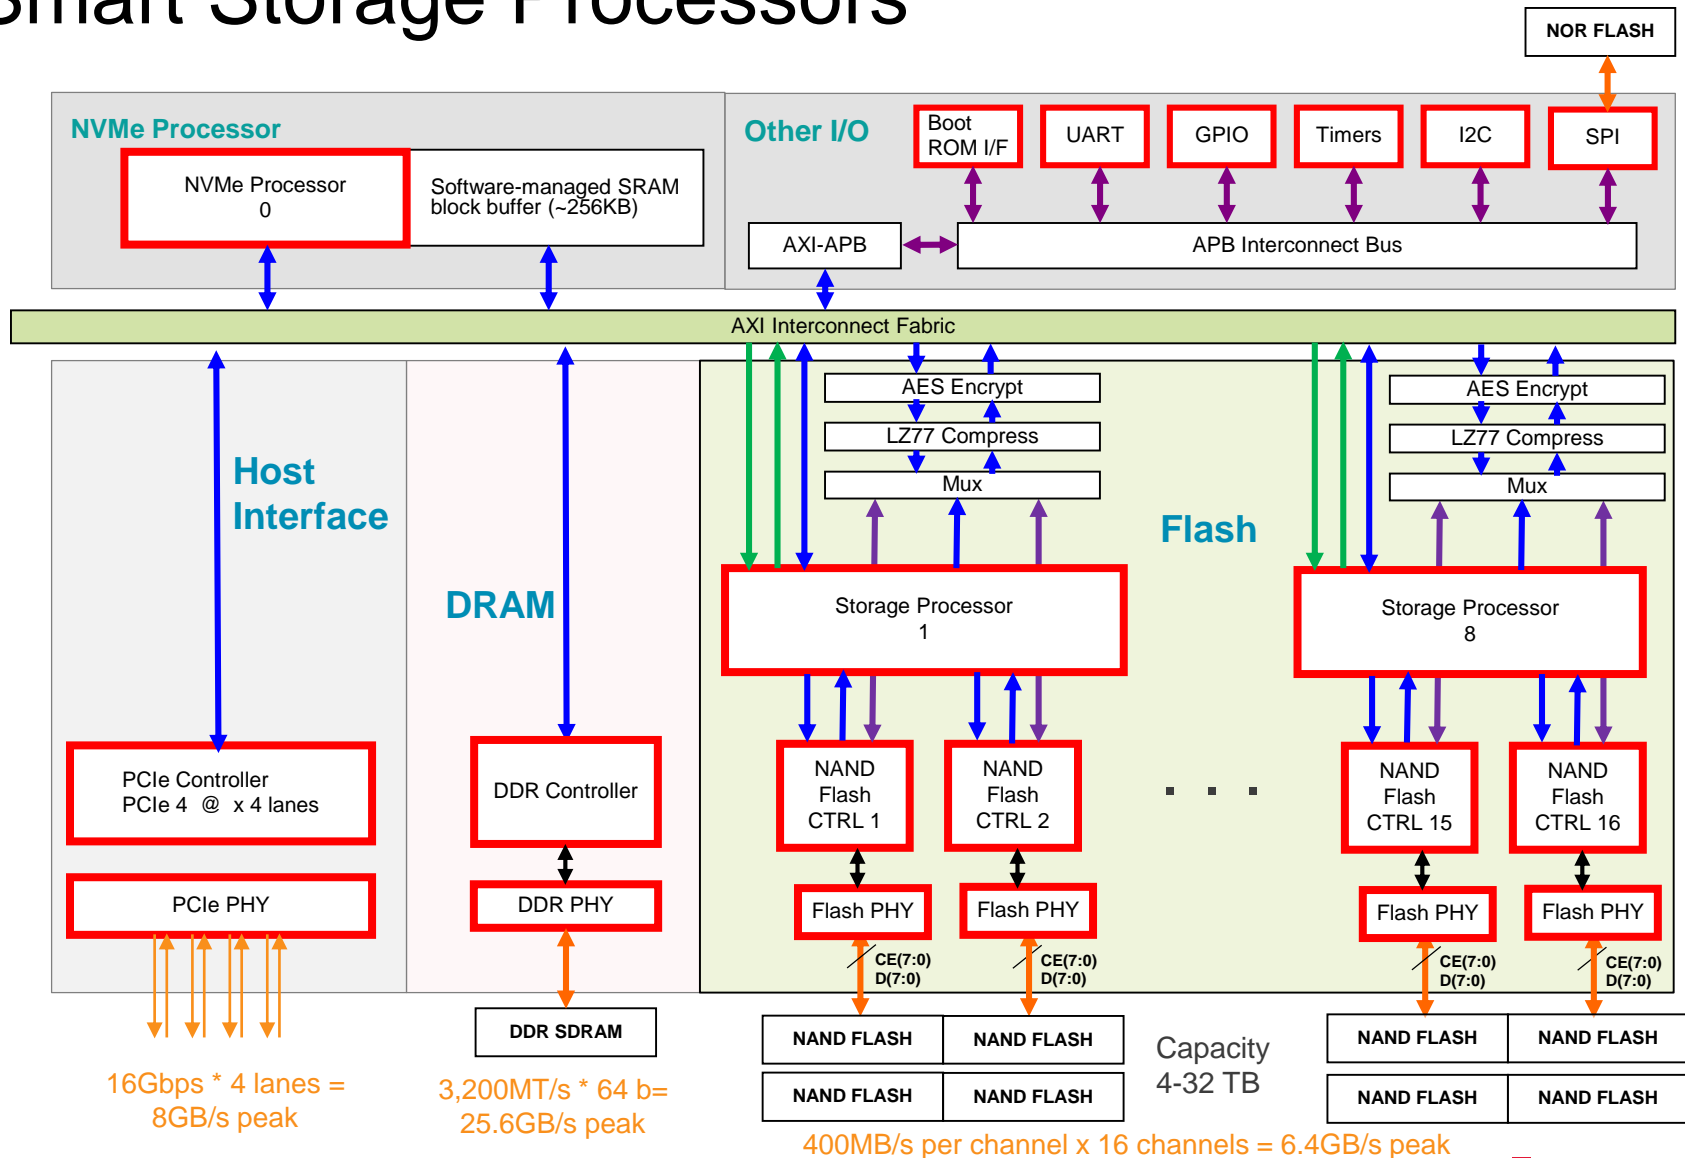 Smart Storage Processors
NOR FLASH
NVMe Processor
NVMe Processor
0
Software-managed SRAM
block buffer (~256KB)
Other I/O
Boot
ROM I/F
UART
GPIO
Timers
I2C
SPI
AXI-APB
APB Interconnect Bus
AXI Interconnect Fabric
Host
Interface
PCIe Controller
PCIe 4 @ x 4 lanes
PCIe PHY
16Gbps * 4 lanes =
8GB/s peak
DRAM
DDR Controller
DDR PHY
DDR SDRAM
3,200MT/s * 64 b=
25.6GB/s peak
Flash
AES Encrypt
LZ77 Compress
Mux
Storage Processor
1
NAND
Flash
CTRL 1
NAND
Flash
CTRL 2
Flash PHY
Flash PHY
CE(7:0)
D(7:0)
CE(7:0)
D(7:0)
NAND FLASH
NAND FLASH
NAND FLASH
NAND FLASH
. . .
AES Encrypt
LZ77 Compress
Mux
Storage Processor
8
NAND
Flash
CTRL 15
NAND
Flash
CTRL 16
Flash PHY
Flash PHY
CE(7:0)
D(7:0)
CE(7:0)
D(7:0)
Capacity
4-32 TB
NAND FLASH
NAND FLASH
NAND FLASH
NAND FLASH
400MB/s per channel x 16 channels = 6.4GB/s peak